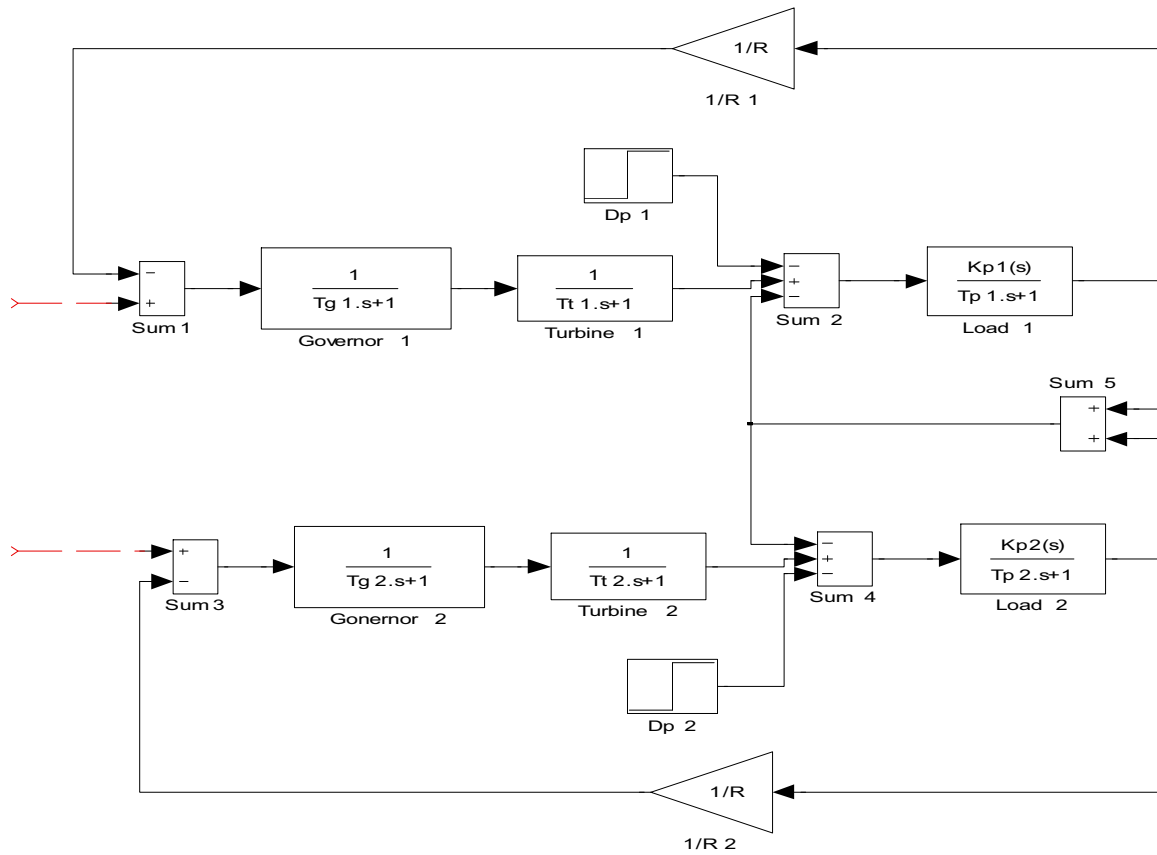 1/R
1/R 1
Dp 1
−
+
Sum 1
1
Tg 1.s+1
Governor 1
1
Tt 1.s+1
Turbine 1
−
+
−
Sum 2
Kp1(s)
Tp 1.s+1
Load 1
Sum 5
+
+
+
−
Sum 3
1
Tg 2.s+1
Gonernor 2
1
Tt 2.s+1
Turbine 2
−
+
−
Sum 4
Kp2(s)
Tp 2.s+1
Load 2
Dp 2
1/R
1/R 2